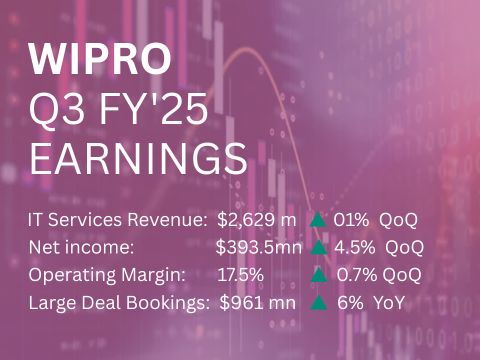 WIPRO
Q3 FY'25
EARNINGS
IT Services Revenue: $2,629 m ▲ 01% QoQ
Net income: $393.5mn ▲ 4.5% QoQ
Operating Margin: 17.5% ▲ 0.7% QoQ
Large Deal Bookings: $961 mn ▲ 6% YoY